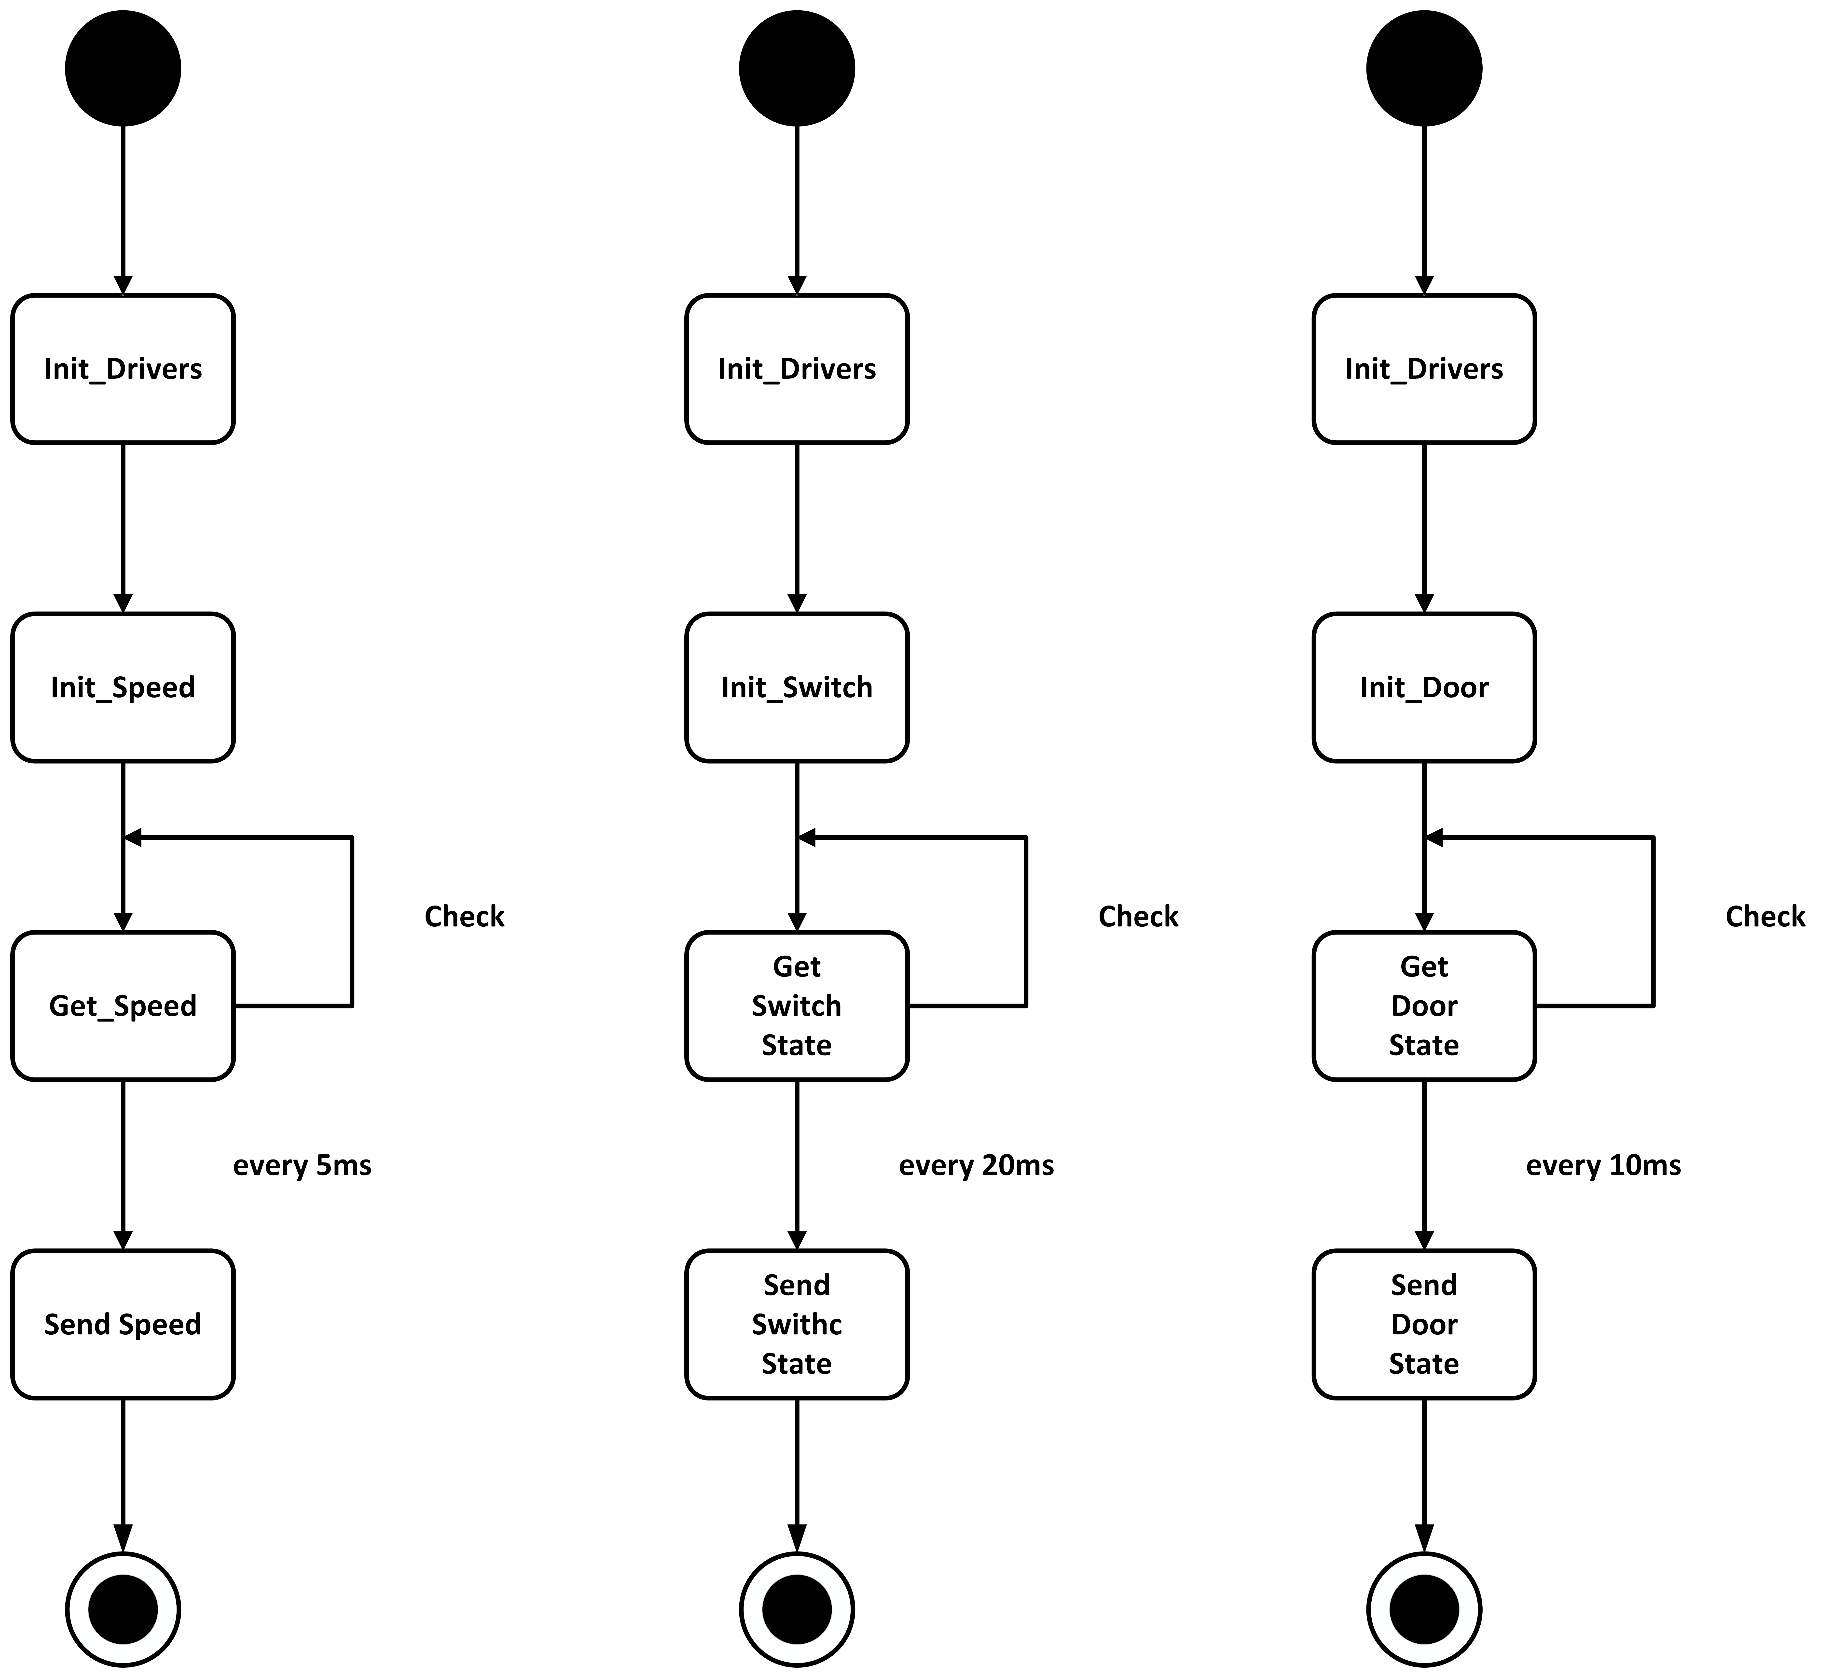 Init_Drivers
Init_Speed
Check
Get_Speed
every 5ms
Send Speed
Init_Drivers
Init_Switch
Check
Get
Switch
State
every 20ms
Send
Swithc
State
Init_Drivers
Init_Door
Check
Get
Door
State
every 10ms
Send
Door
State